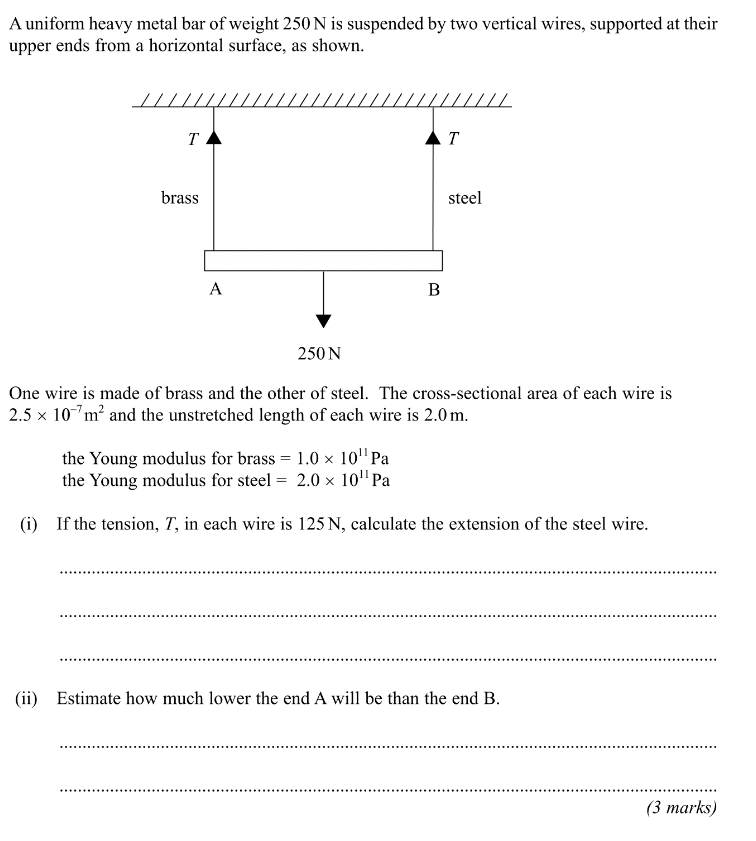 A uniform heavy metal bar of weight 250 N is suspended by two vertical wires, supported at their
upper ends from a horizontal surface, as shown.
T T
brass steel
A B
250 N
One wire is made of brass and the other of steel. The cross-sectional area of each wire is
2.5 × 10⁻⁷ m² and the unstretched length of each wire is 2.0 m.
the Young modulus for brass = 1.0 × 10¹¹ Pa
the Young modulus for steel = 2.0 × 10¹¹ Pa
(i) If the tension, T, in each wire is 125 N, calculate the extension of the steel wire.
(ii) Estimate how much lower the end A will be than the end B.
(3 marks)